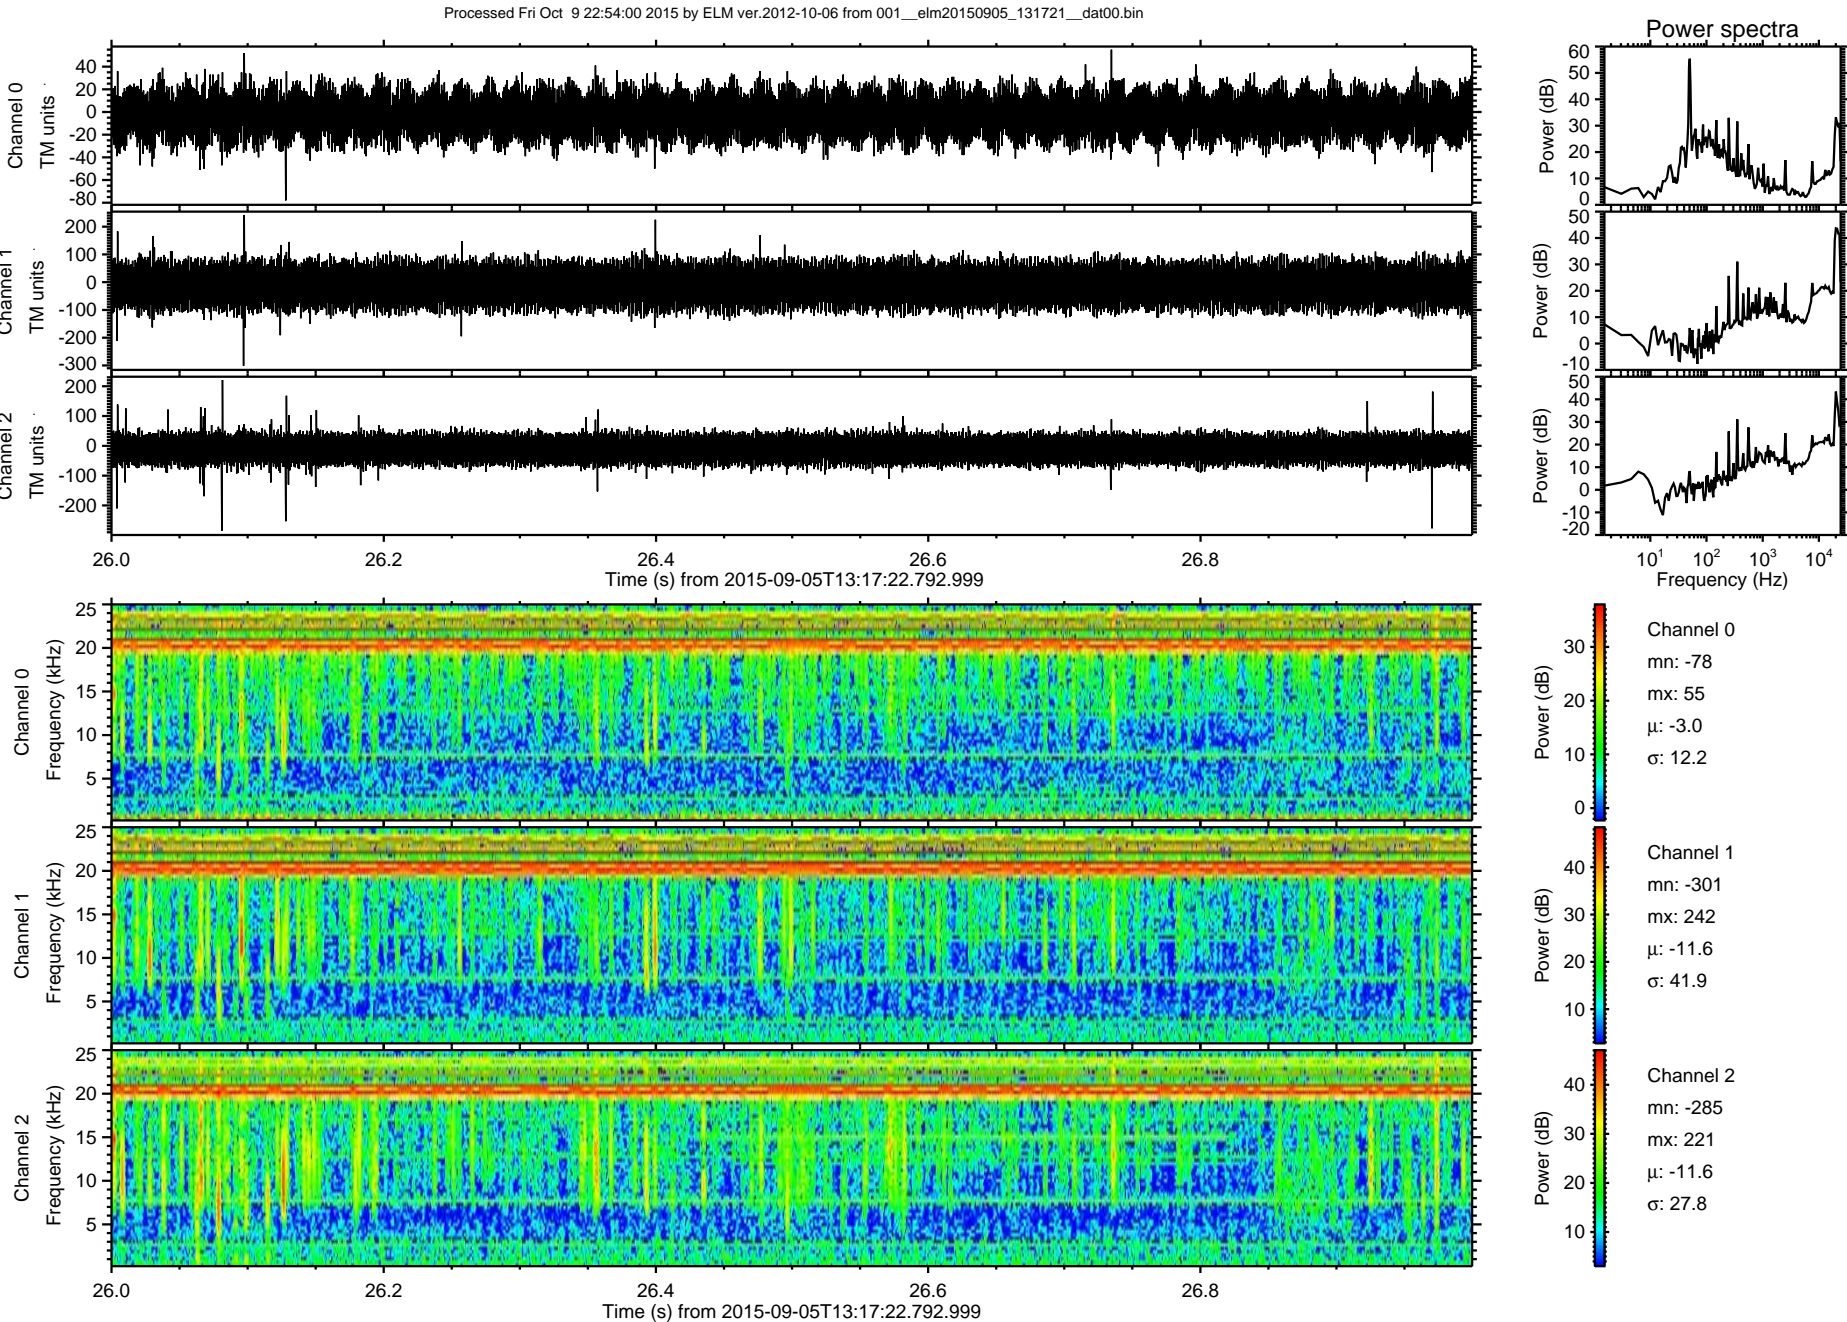 Processed Fri Oct 9 22:54:00 2015 by ELM ver.2012-10-06 from 001__elm20150905_131721__dat00.bin
Power spectra
Channel 0
TM units
40
20
0
-20
-40
-60
-80
Power (dB)
60
50
40
30
20
10
0
Channel 1
TM units
200
100
0
-100
-200
-300
Power (dB)
50
40
30
20
10
0
-10
Channel 2
TM units
200
100
0
-100
-200
Power (dB)
50
40
30
20
10
0
-10
-20
26.0 26.2 26.4 26.6 26.8
Time (s) from 2015-09-05T13:17:22.792.999
10^1 10^2 10^3 10^4
Frequency (Hz)
Channel 0
Frequency (kHz)
25
20
15
10
5
Power (dB)
30
20
10
0
Channel 0
mn: -78
mx: 55
μ: -3.0
σ: 12.2
Channel 1
Frequency (kHz)
25
20
15
10
5
Power (dB)
40
30
20
10
Channel 1
mn: -301
mx: 242
μ: -11.6
σ: 41.9
Channel 2
Frequency (kHz)
25
20
15
10
5
Power (dB)
40
30
20
10
Channel 2
mn: -285
mx: 221
μ: -11.6
σ: 27.8
26.0 26.2 26.4 26.6 26.8
Time (s) from 2015-09-05T13:17:22.792.999